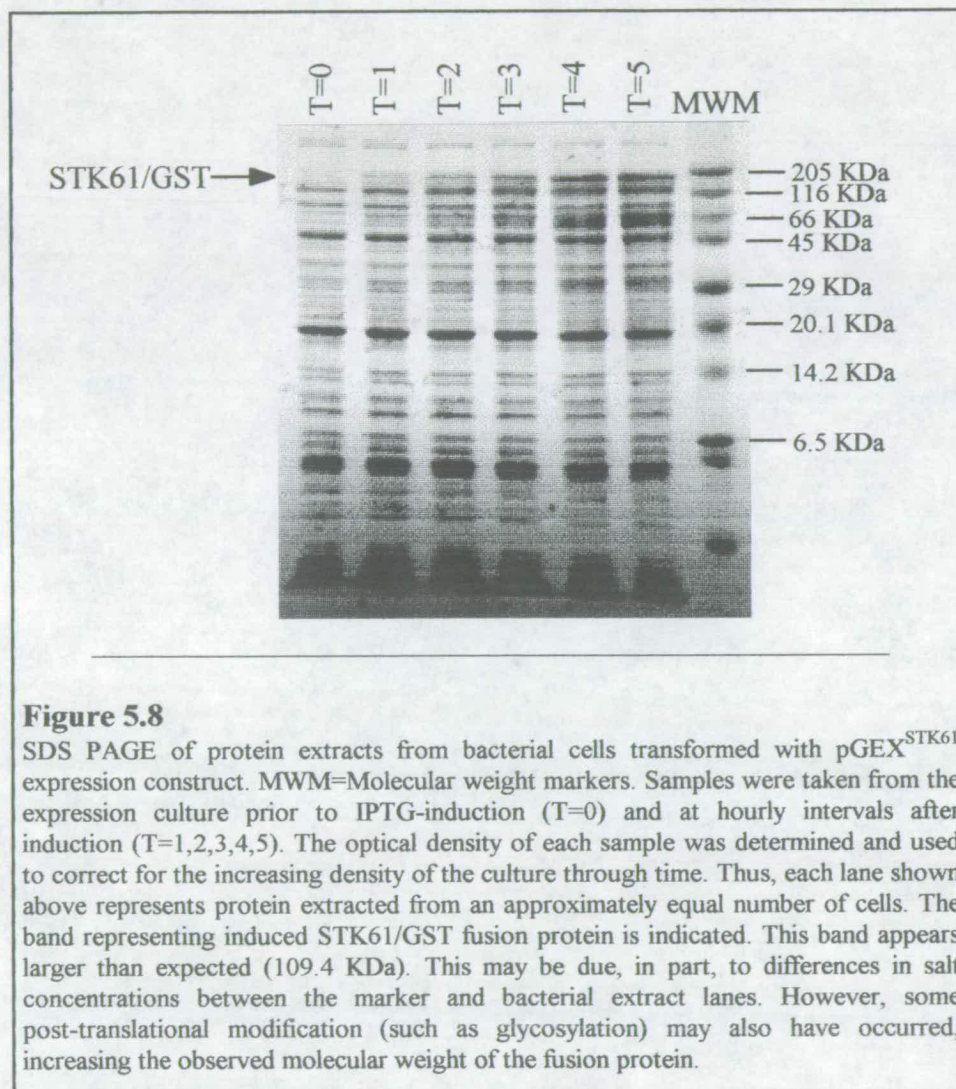 T=0 T=1 T=2 T=3 T=4 T=5 MWM
STK61/GST
205 KDa
116 KDa
66 KDa
45 KDa
29 KDa
20.1 KDa
14.2 KDa
6.5 KDa
Figure 5.8
SDS PAGE of protein extracts from bacterial cells transformed with pGEX^STK61
expression construct. MWM=Molecular weight markers. Samples were taken from the
expression culture prior to IPTG-induction (T=0) and at hourly intervals after
induction (T=1,2,3,4,5). The optical density of each sample was determined and used
to correct for the increasing density of the culture through time. Thus, each lane shown
above represents protein extracted from an approximately equal number of cells. The
band representing induced STK61/GST fusion protein is indicated. This band appears
larger than expected (109.4 KDa). This may be due, in part, to differences in salt
concentrations between the marker and bacterial extract lanes. However, some
post-translational modification (such as glycosylation) may also have occurred,
increasing the observed molecular weight of the fusion protein.